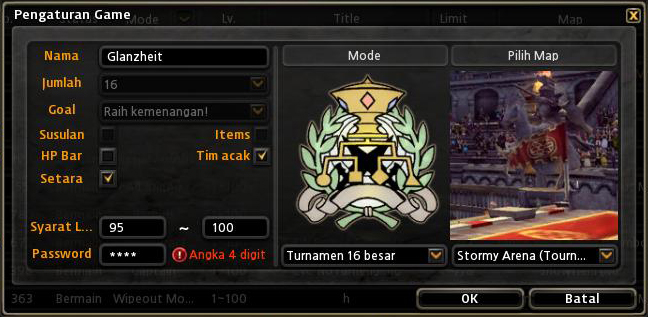 Status Mode Lv. Title Limit Map
Pengaturan Game
Nama Glanzheit
Jumlah 16
Goal Raih kemenangan!
Susulan Items
HP Bar Tim acak
Setara
Syarat L... 95 ~ 100
Password **** Angka 4 digit
Mode Pilih Map
Turnamen 16 besar Stormy Arena (Tourn...
363 Bermain Wipeout Mo... 1~100 h
OK Batal